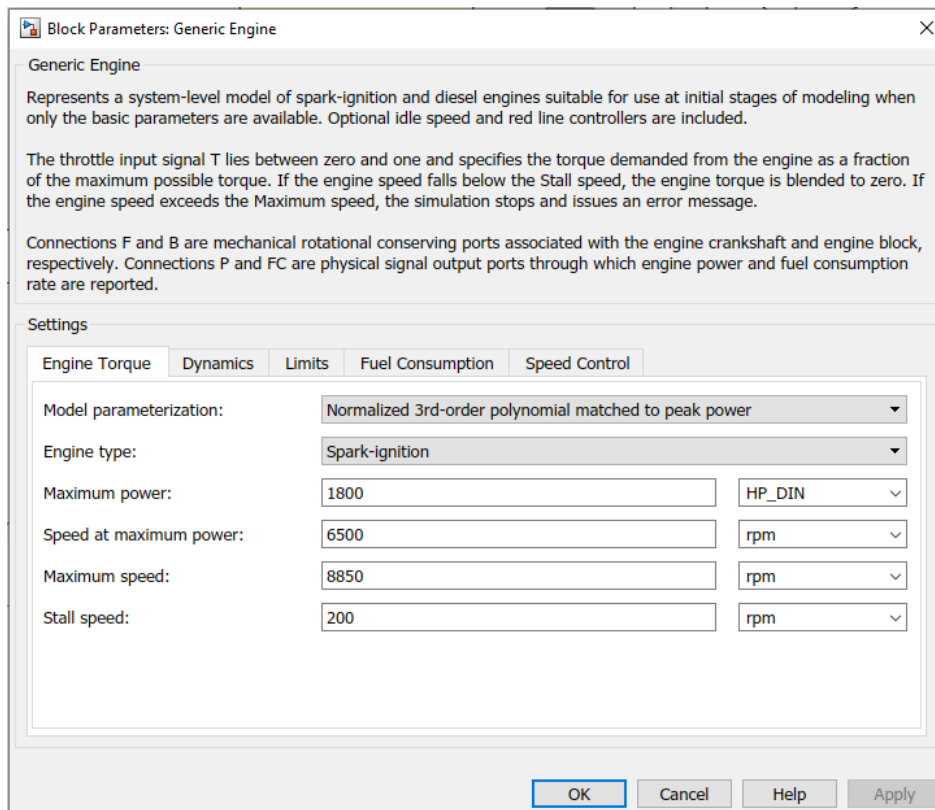 Block Parameters: Generic Engine
Generic Engine
Represents a system-level model of spark-ignition and diesel engines suitable for use at initial stages of modeling when
only the basic parameters are available. Optional idle speed and red line controllers are included.
The throttle input signal T lies between zero and one and specifies the torque demanded from the engine as a fraction
of the maximum possible torque. If the engine speed falls below the Stall speed, the engine torque is blended to zero. If
the engine speed exceeds the Maximum speed, the simulation stops and issues an error message.
Connections F and B are mechanical rotational conserving ports associated with the engine crankshaft and engine block,
respectively. Connections P and FC are physical signal output ports through which engine power and fuel consumption
rate are reported.
Settings
Engine Torque Dynamics Limits Fuel Consumption Speed Control
Model parameterization: Normalized 3rd-order polynomial matched to peak power
Engine type: Spark-ignition
Maximum power: 1800 HP_DIN
Speed at maximum power: 6500 rpm
Maximum speed: 8850 rpm
Stall speed: 200 rpm
OK Cancel Help Apply